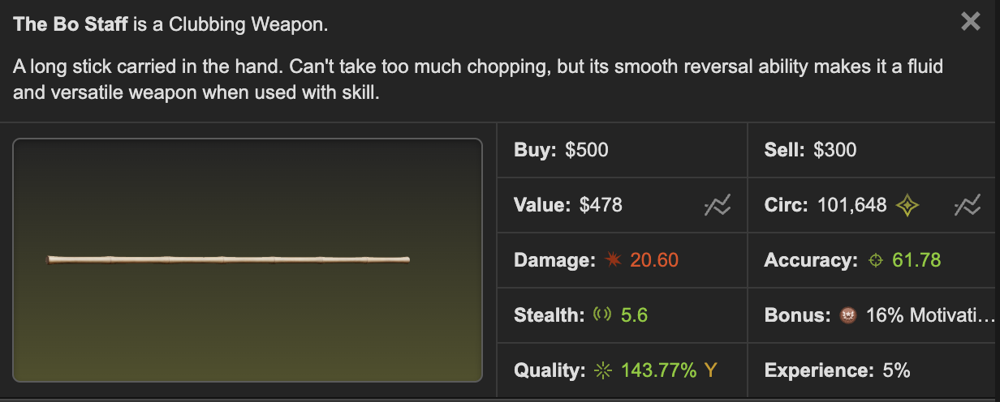 The Bo Staff is a Clubbing Weapon.
A long stick carried in the hand. Can't take too much chopping, but its smooth reversal ability makes it a fluid
and versatile weapon when used with skill.
Buy: $500
Sell: $300
Value: $478
Circ: 101,648
Damage: 20.60
Accuracy: 61.78
Stealth: 5.6
Bonus: 16% Motivati...
Quality: 143.77% Y
Experience: 5%